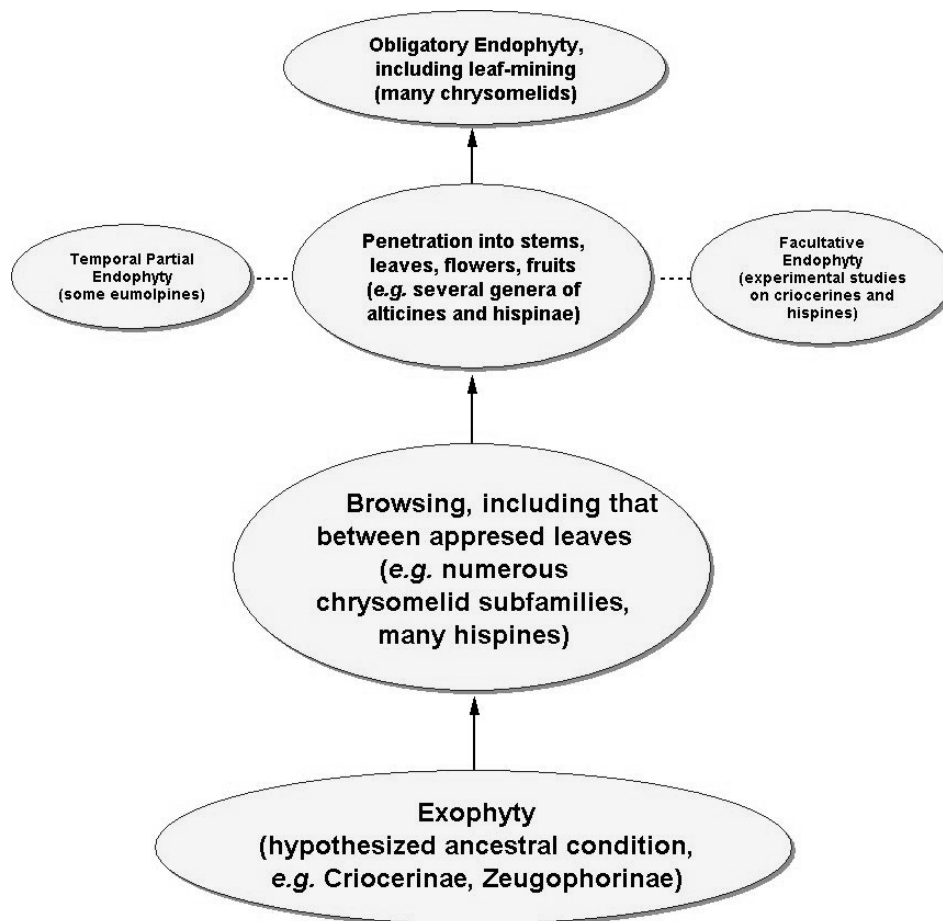 Obligatory Endophyty,
including leaf-mining
(many chrysomelids)
Temporal Partial
Endophyty
(some eumolpines)
Penetration into stems,
leaves, flowers, fruits
(e.g. several genera of
alticines and hispinae)
Facultative
Endophyty
(experimental studies
on criocerines and
hispines)
Browsing, including that
between appresed leaves
(e.g. numerous
chrysomelid subfamilies,
many hispines)
Exophyty
(hypothesized ancestral condition,
e.g. Criocerinae, Zeugophorinae)